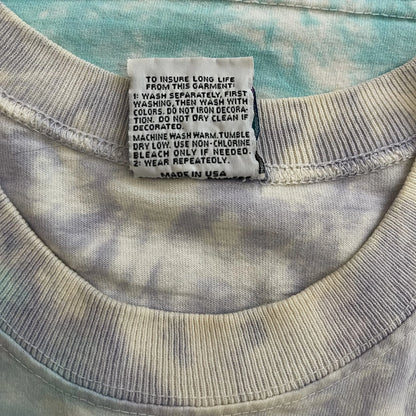 TO INSURE LONG LIFE
FROM THIS GARMENT:
1: WASH SEPARATELY, FIRST
WASHING, THEN WASH WITH
COLORS. DO NOT IRON DECORA-
TION. DO NOT DRY CLEAN IF
DECORATED.
MACHINE WASH WARM. TUMBLE
DRY LOW. USE NON-CHLORINE
BLEACH ONLY IF NEEDED.
2: WEAR REPEATEDLY.
MADE IN USA